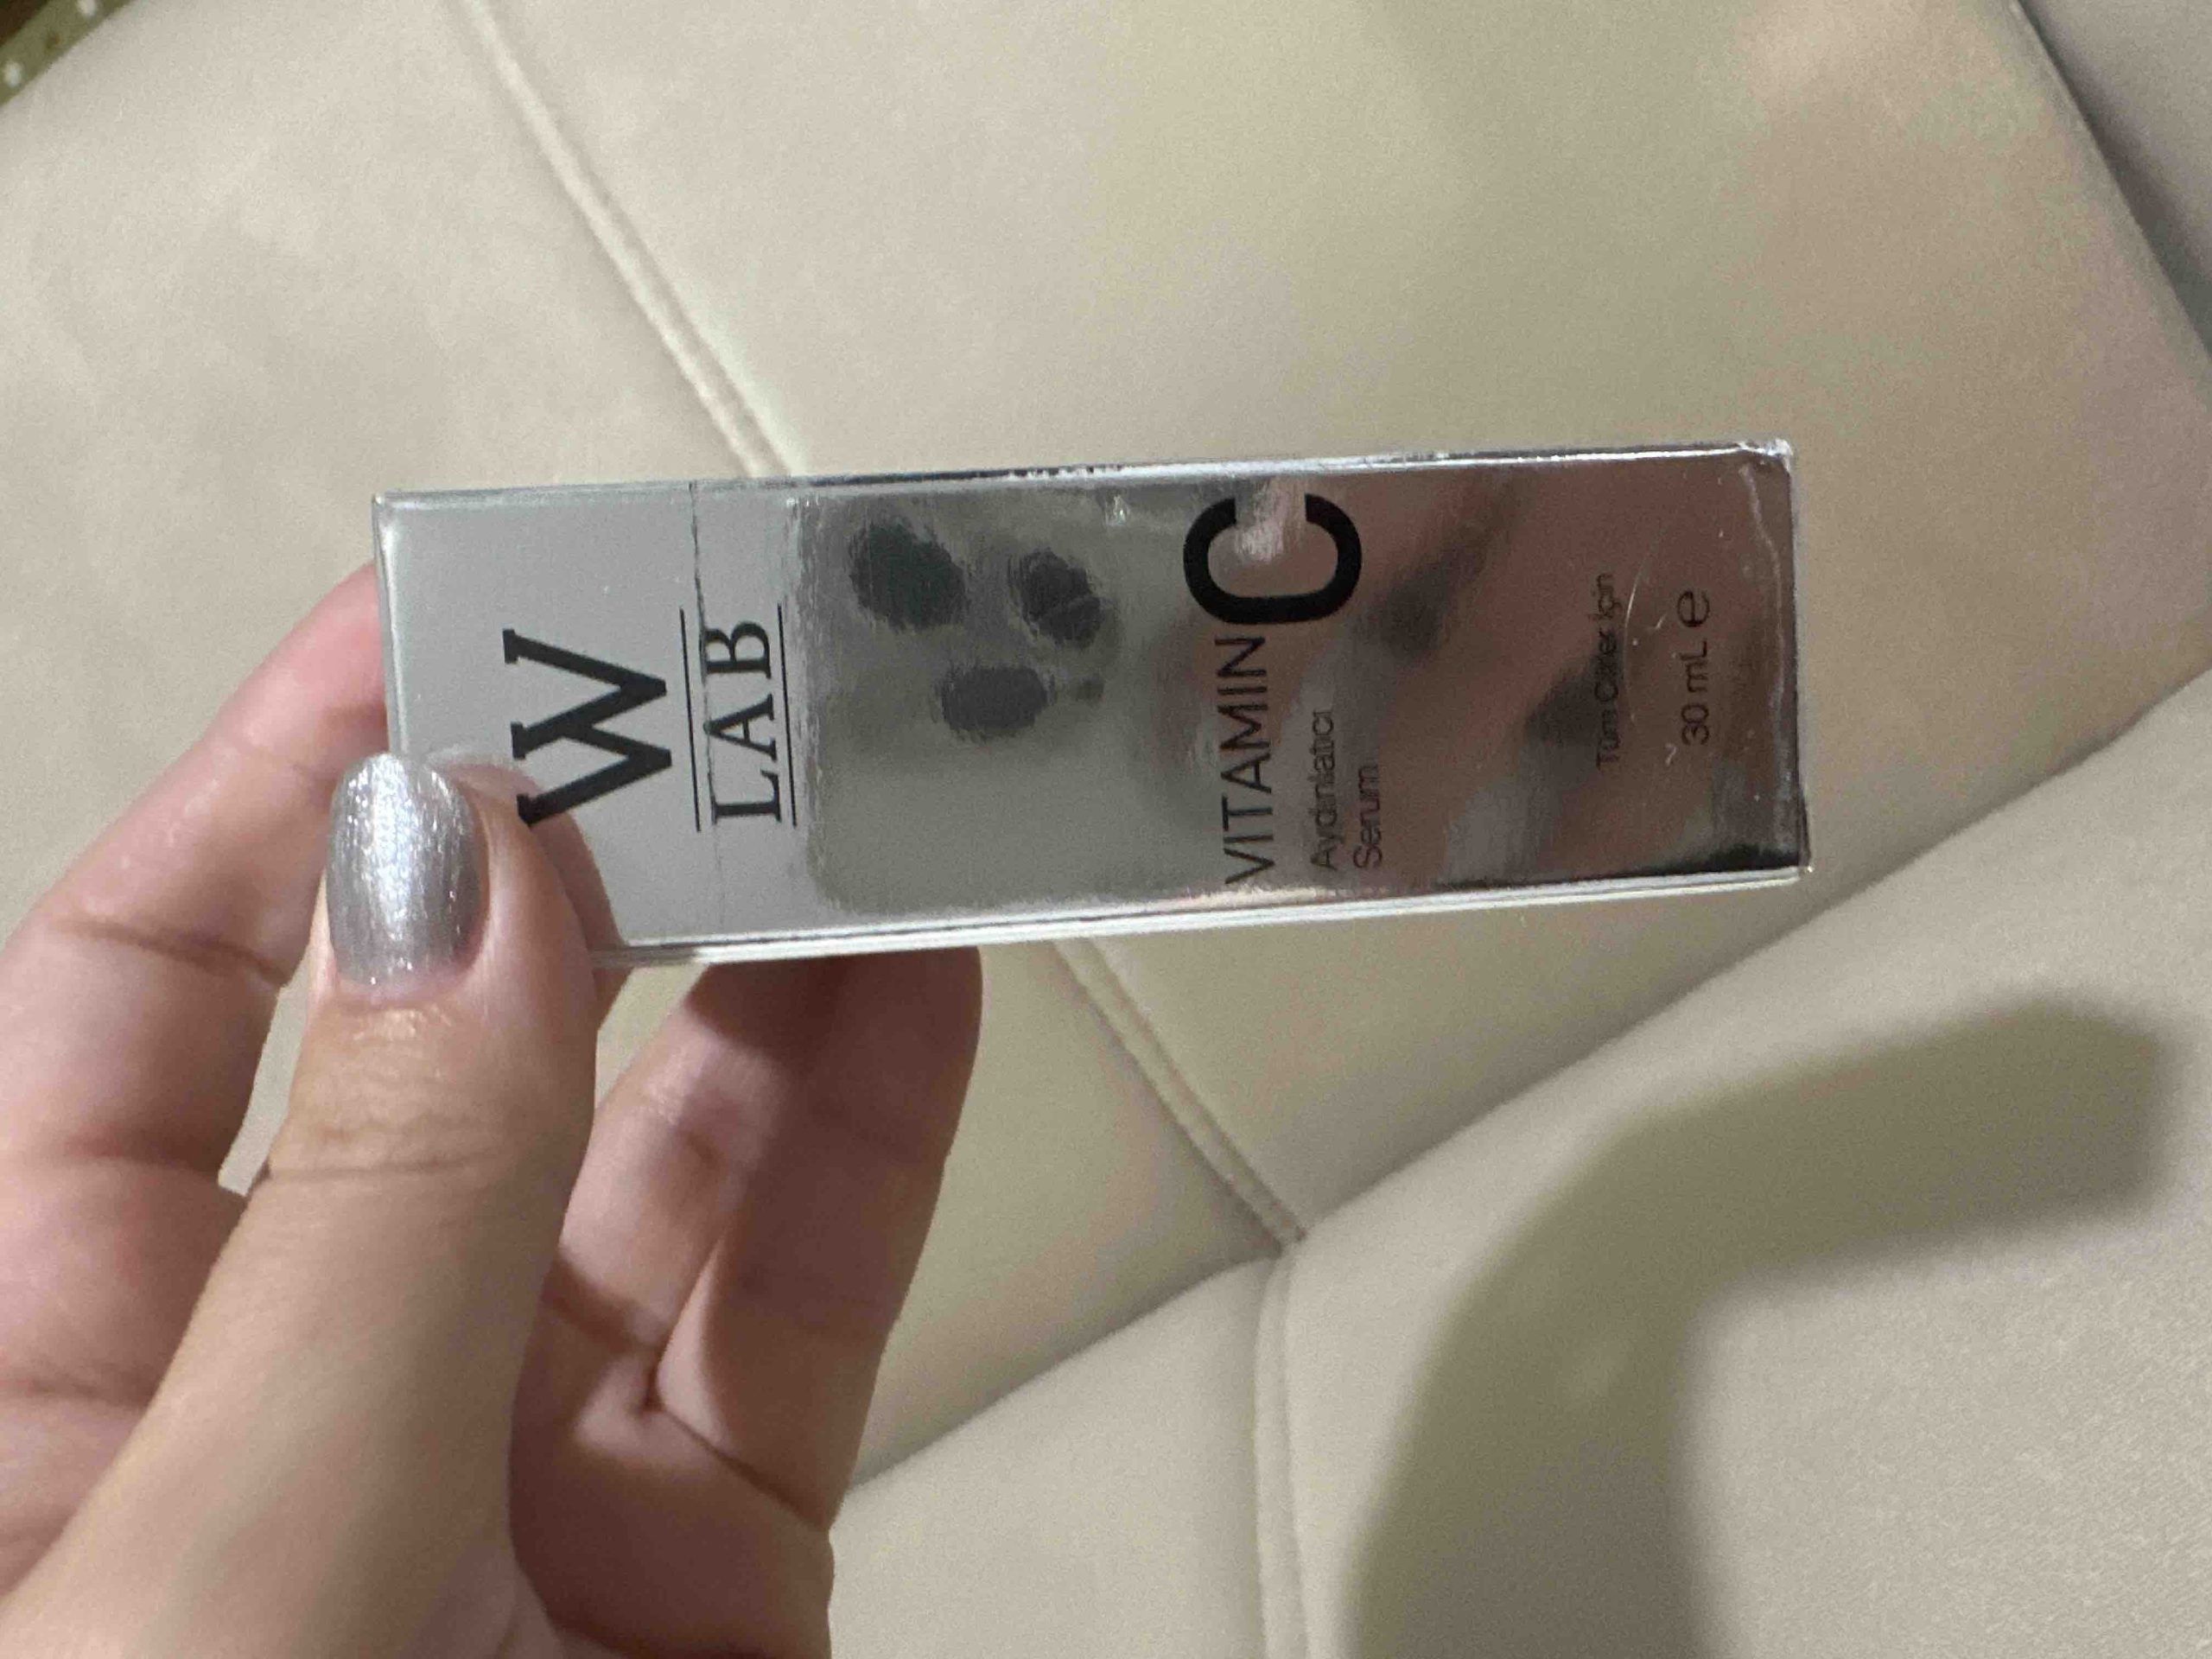 W
LAB
VITAMIN C
Aydınlatıcı
Serum
Tüm Ciltler İçin
30 mL e